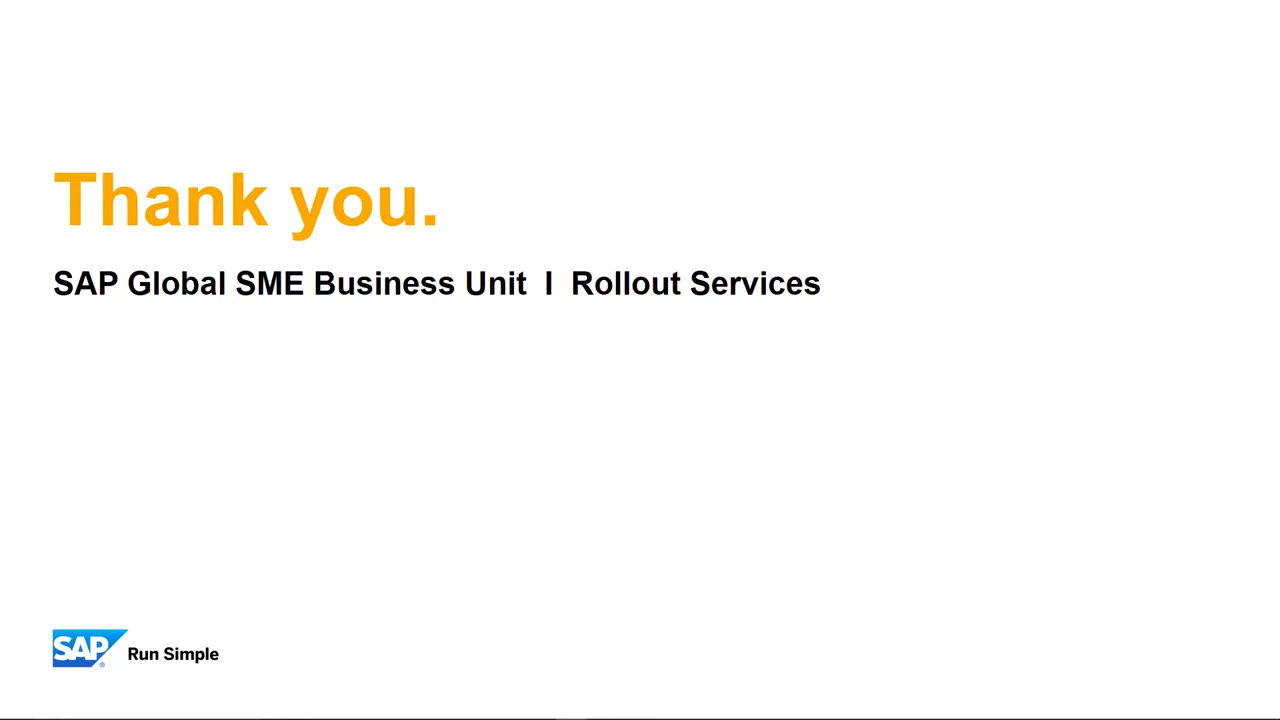 Thank you.
SAP Global SME Business Unit I Rollout Services
SAP® Run Simple